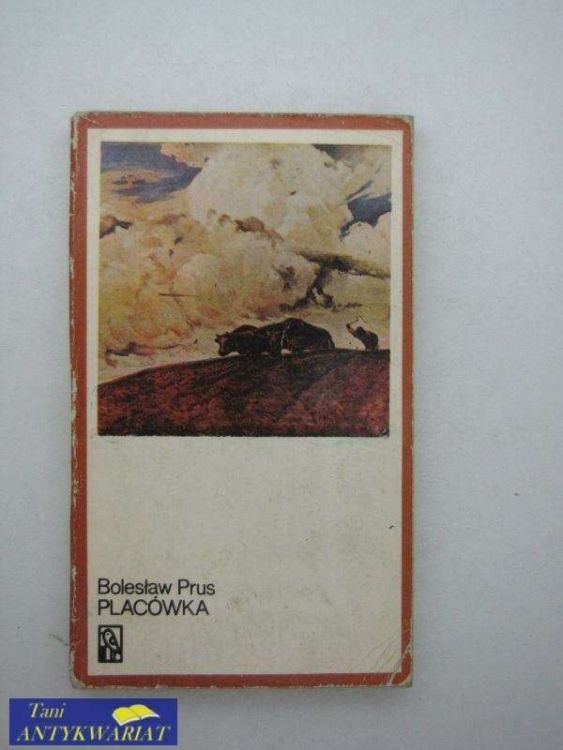 Bolesław Prus
PLACÓWKA
Tani
ANTYKWARIAT